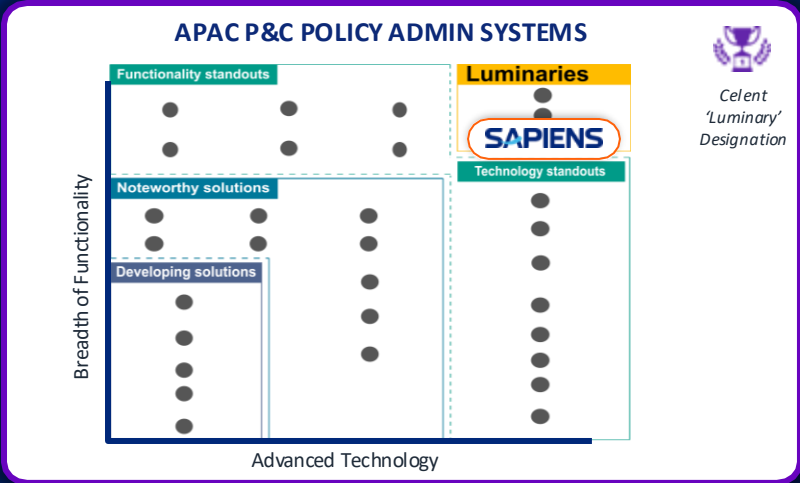 APAC P&C POLICY ADMIN SYSTEMS
Functionality standouts
Luminaries
SAPIENS
Celent
‘Luminary’
Designation
Technology standouts
Noteworthy solutions
Developing solutions
Breadth of Functionality
Advanced Technology